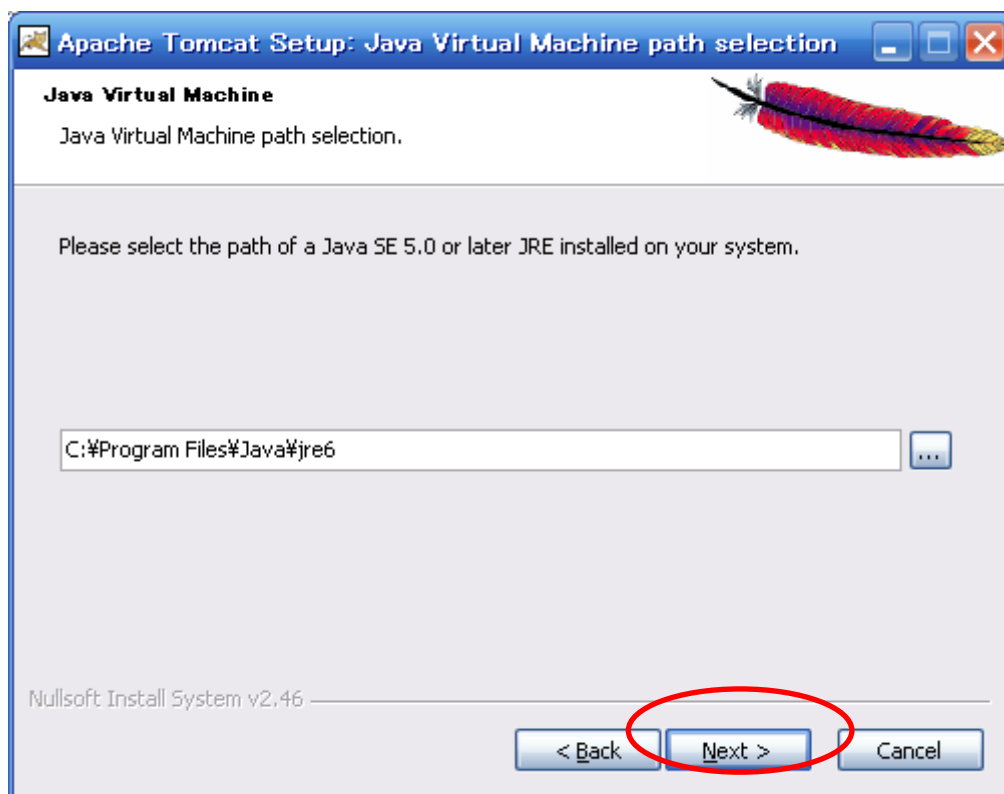 Apache Tomcat Setup: Java Virtual Machine path selection
Java Virtual Machine
Java Virtual Machine path selection.
Please select the path of a Java SE 5.0 or later JRE installed on your system.
C:¥Program Files¥Java¥jre6
...
Nullsoft Install System v2.46
< Back
Next >
Cancel